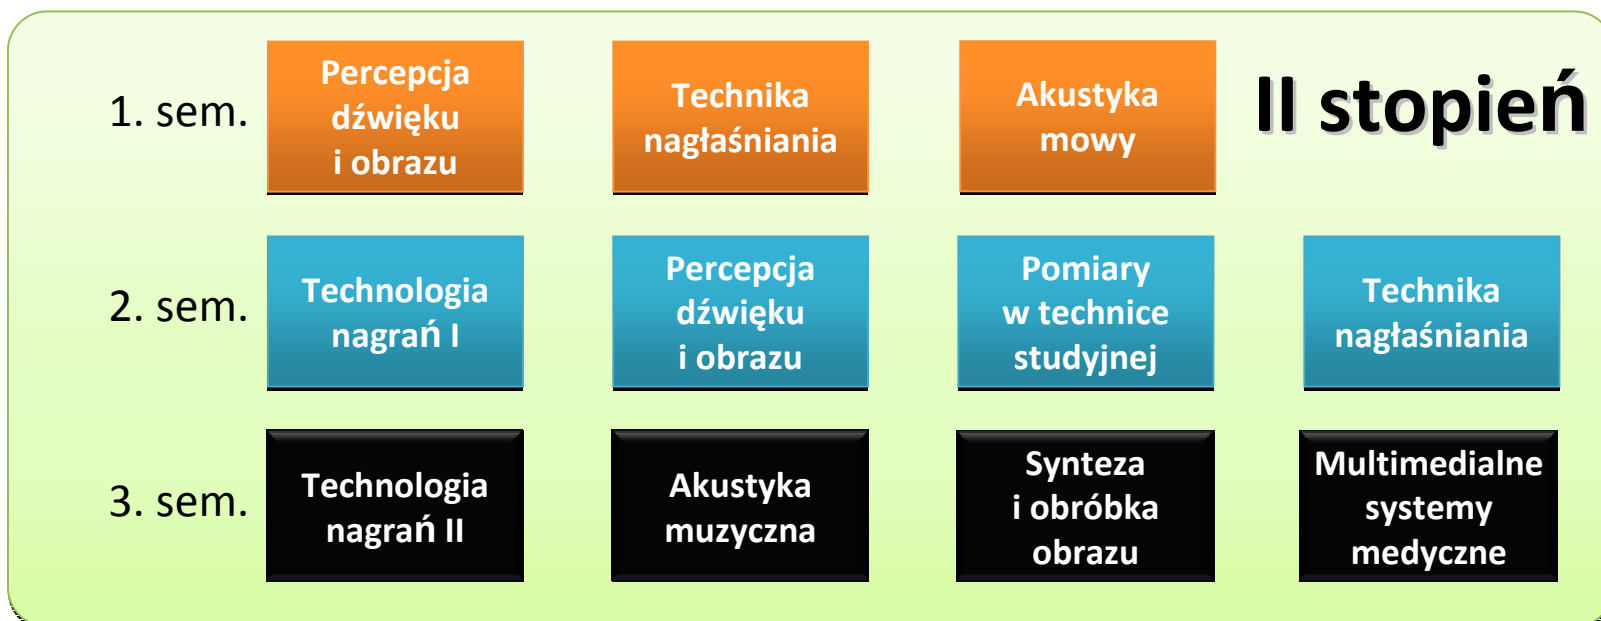 II stopień
1. sem.
Percepcja
dźwięku
i obrazu
Technika
nagłaśniania
Akustyka
mowy
2. sem.
Technologia
nagrań I
Percepcja
dźwięku
i obrazu
Pomiary
w technice
studyjnej
Technika
nagłaśniania
3. sem.
Technologia
nagrań II
Akustyka
muzyczna
Synteza
i obróbka
obrazu
Multimedialne
systemy
medyczne